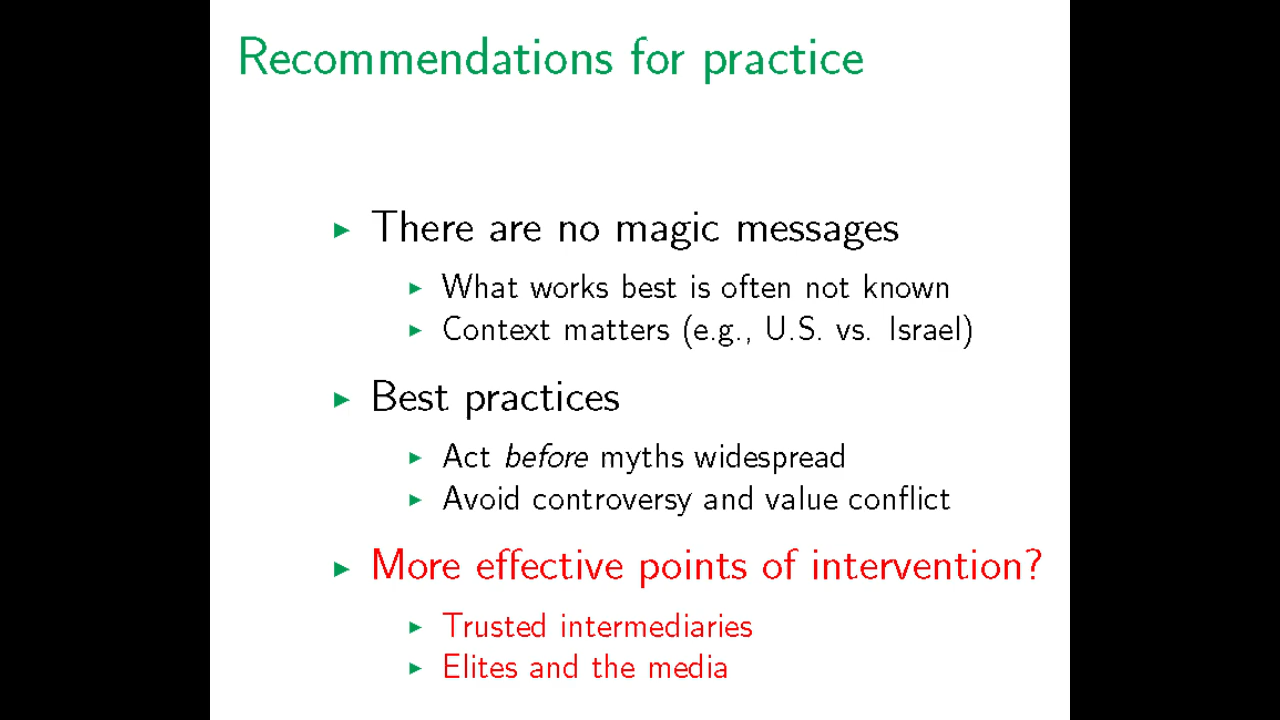 Recommendations for practice
There are no magic messages
What works best is often not known
Context matters (e.g., U.S. vs. Israel)
Best practices
Act before myths widespread
Avoid controversy and value conflict
More effective points of intervention?
Trusted intermediaries
Elites and the media